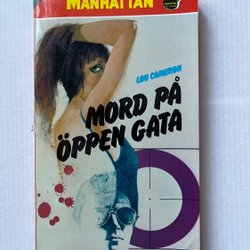 MANHATTAN
LOU CAMERON
MORD PÅ
ÖPPEN GATA